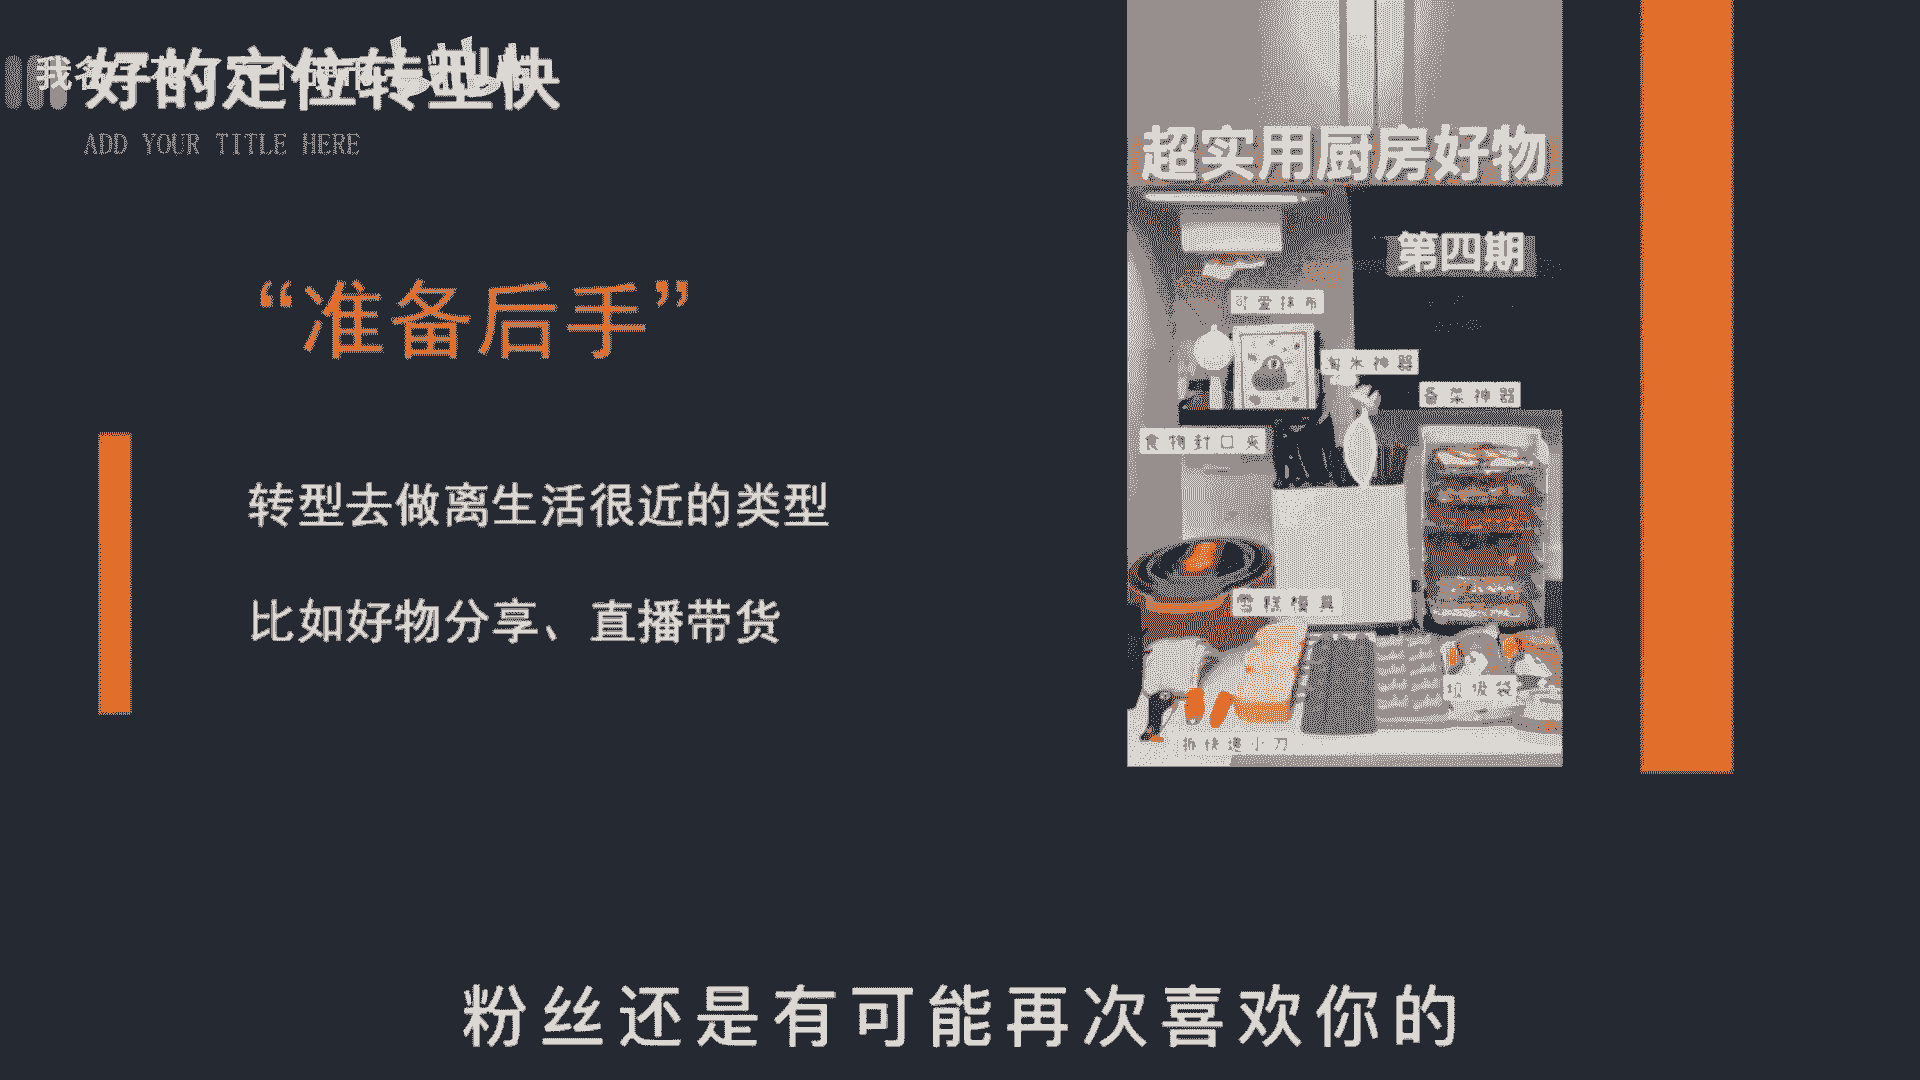 好的定位转型快
ADD YOUR TITLE HERE
“准备后手”
转型去做离生活很近的类型
比如好物分享、直播带货
超实用厨房好物
第四期
可爱抹布
淘米神器
备菜神器
食物封口夹
雪糕模具
垃圾袋
拆快递小刀
粉丝还是有可能再次喜欢你的